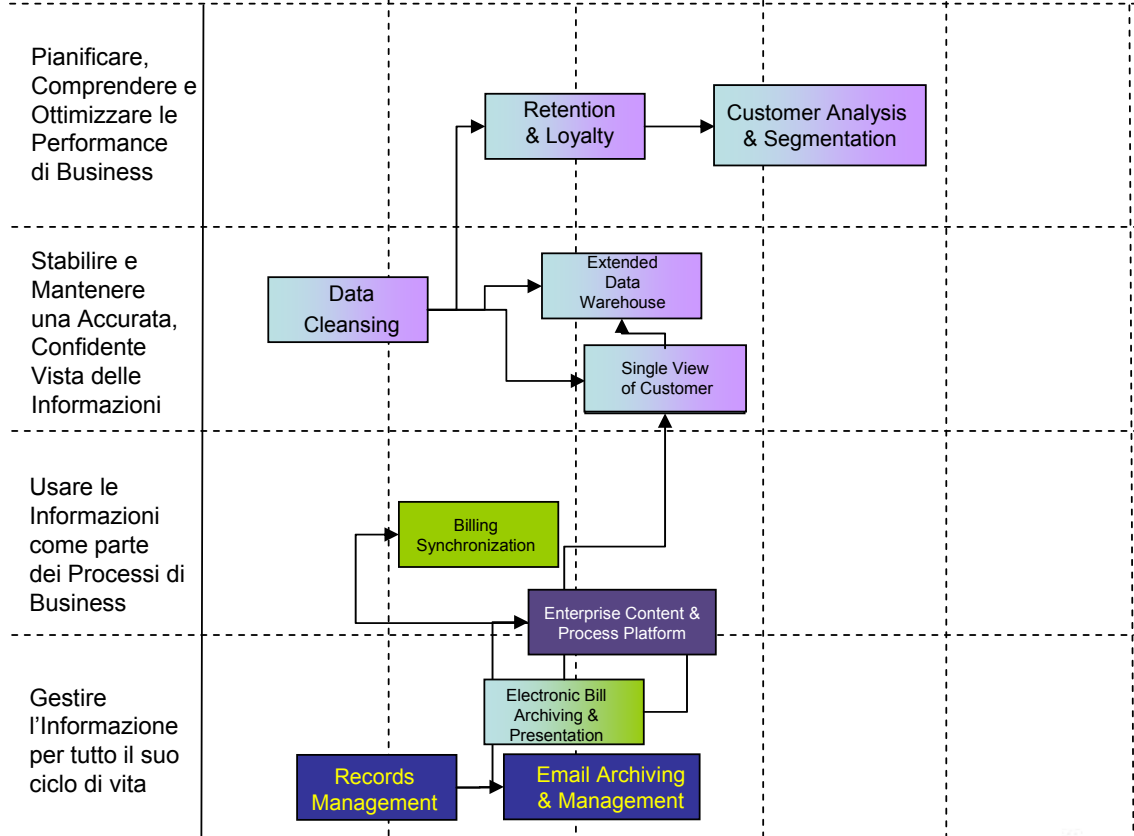 Pianificare,
Comprendere e
Ottimizzare le
Performance
di Business
Retention
& Loyalty
Customer Analysis
& Segmentation
Stabilire e
Mantenere
una Accurata,
Confidente
Vista delle
Informazioni
Data
Cleansing
Extended
Data
Warehouse
Single View
of Customer
Usare le
Informazioni
come parte
dei Processi di
Business
Billing
Synchronization
Enterprise Content &
Process Platform
Gestire
l’Informazione
per tutto il suo
ciclo di vita
Electronic Bill
Archiving &
Presentation
Records
Management
Email Archiving
& Management